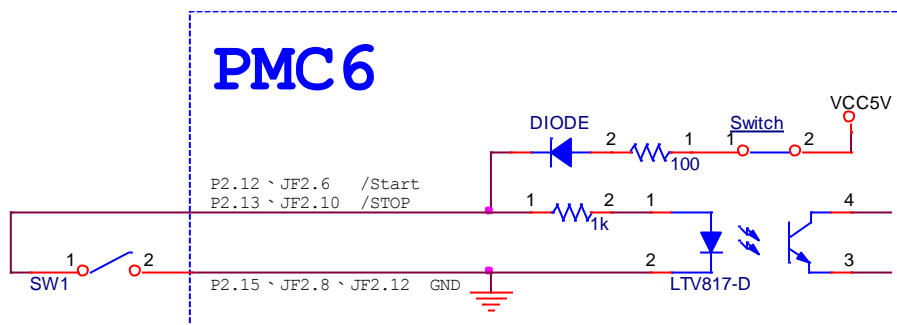 PMC6
VCC5V
DIODE
Switch
2
1
1
2
100
P2.12、JF2.6 /Start
P2.13、JF2.10 /STOP
1
2
1
4
1k
1
2
2
3
SW1
P2.15、JF2.8、JF2.12 GND
LTV817-D